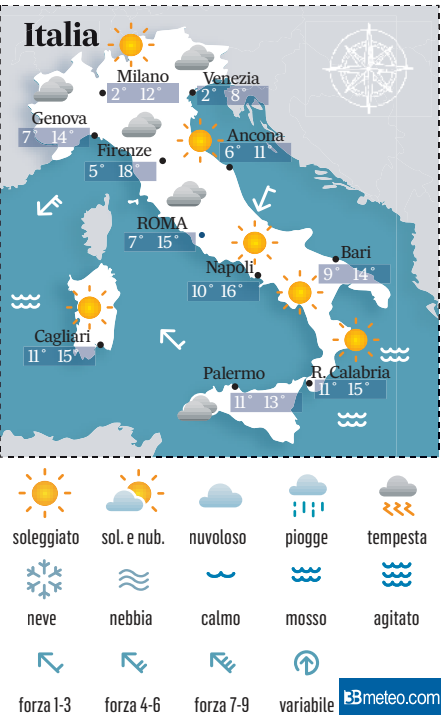 Italia
Milano
2° 12°
Venezia
2° 8°
Genova
7° 14°
Firenze
5° 18°
Ancona
6° 11°
ROMA
7° 15°
Napoli
10° 16°
Bari
9° 14°
Cagliari
11° 15°
Palermo
11° 13°
R. Calabria
11° 15°
soleggiato sol. e nub. nuvoloso piogge tempesta
neve nebbia calmo mosso agitato
forza 1-3 forza 4-6 forza 7-9 variabile
3Bmeteo.com